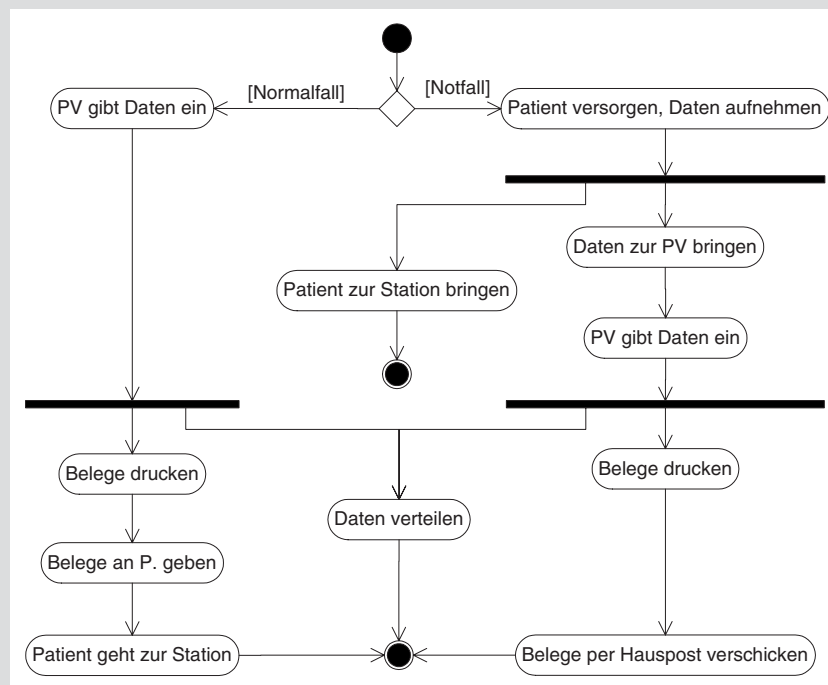 [Normalfall]
[Notfall]
PV gibt Daten ein
Patient versorgen, Daten aufnehmen
Daten zur PV bringen
Patient zur Station bringen
PV gibt Daten ein
Belege drucken
Belege drucken
Daten verteilen
Belege an P. geben
Patient geht zur Station
Belege per Hauspost verschicken